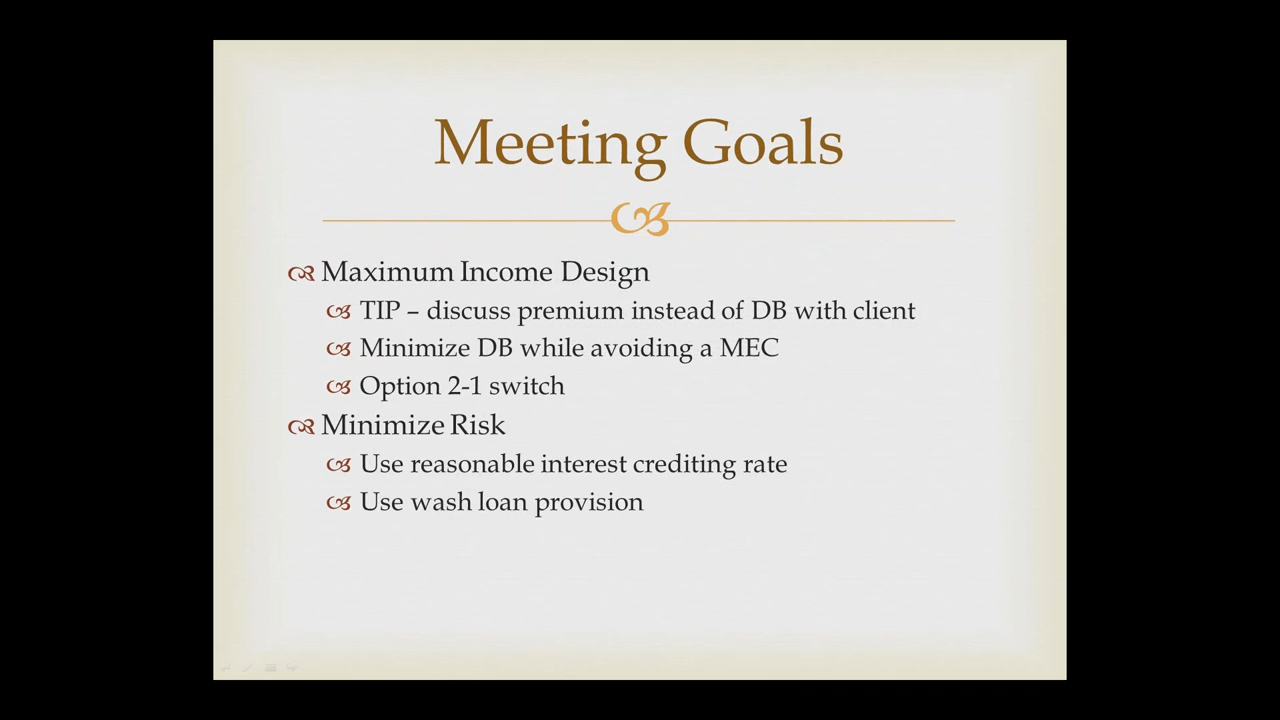 Meeting Goals
Maximum Income Design
TIP – discuss premium instead of DB with client
Minimize DB while avoiding a MEC
Option 2-1 switch
Minimize Risk
Use reasonable interest crediting rate
Use wash loan provision